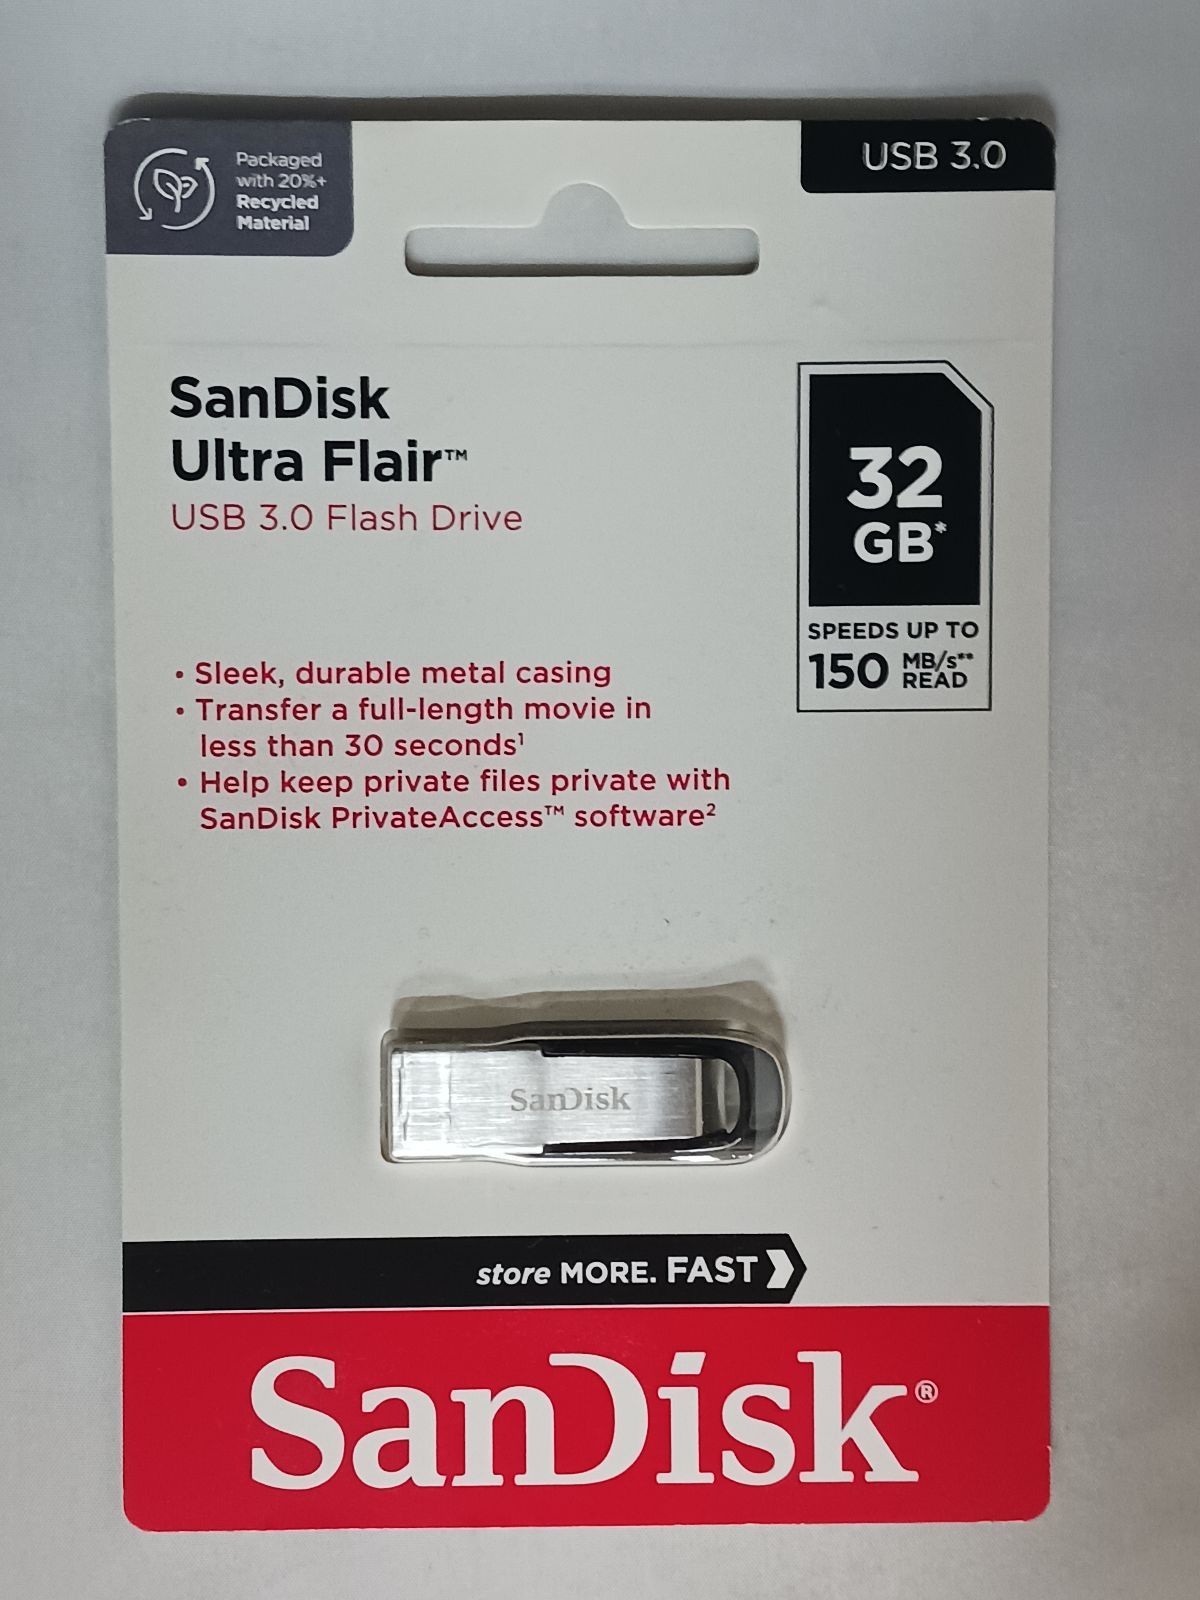 Packaged
with 20%+
Recycled
Material
USB 3.0
SanDisk
Ultra Flair™
USB 3.0 Flash Drive
32
GB*
SPEEDS UP TO
150 MB/s**
READ
• Sleek, durable metal casing
• Transfer a full-length movie in
less than 30 seconds¹
• Help keep private files private with
SanDisk PrivateAccess™ software²
SanDisk
store MORE. FAST
SanDisk®